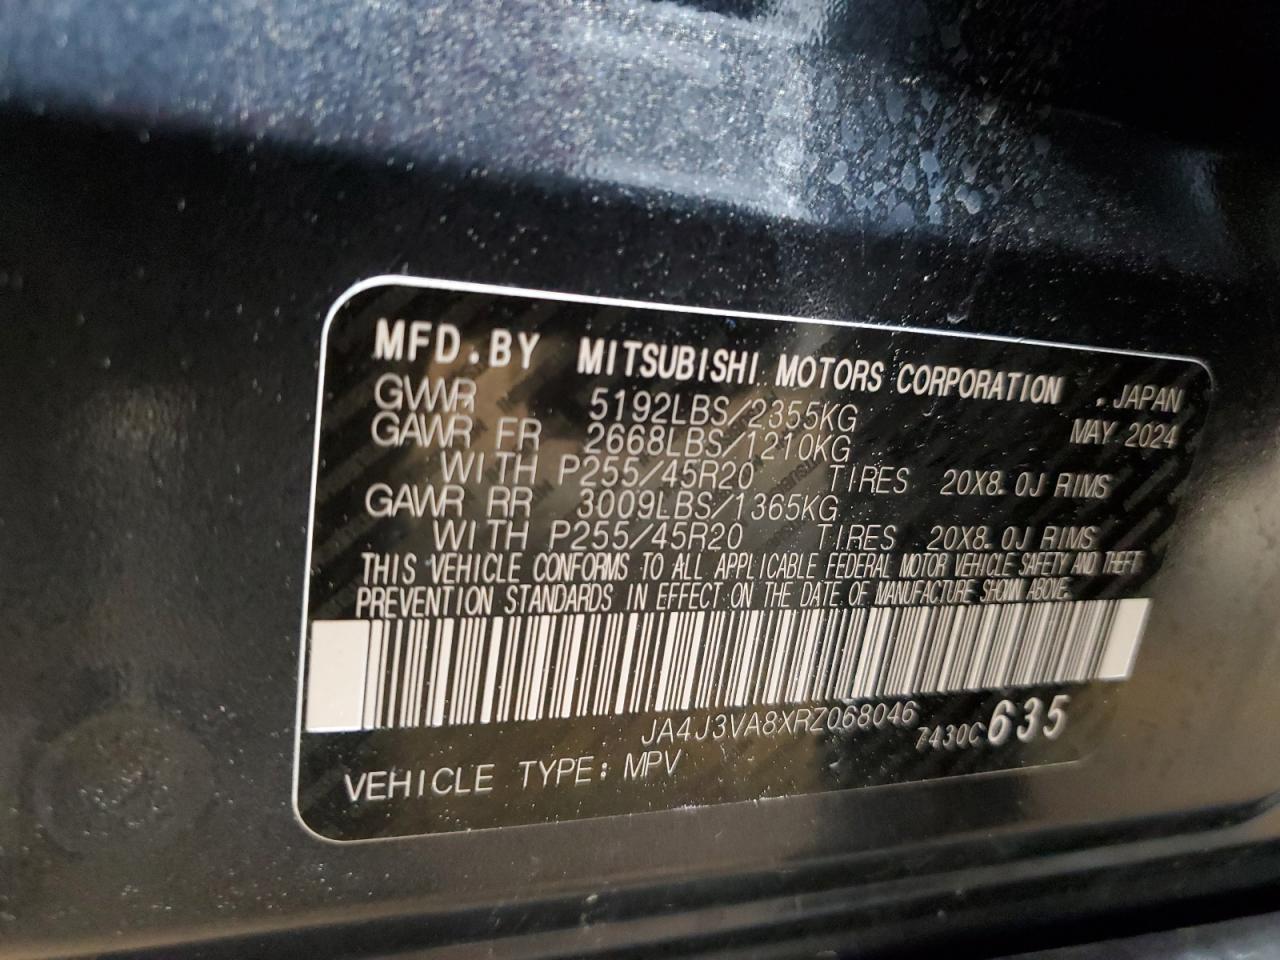 MFD.BY MITSUBISHI MOTORS CORPORATION .JAPAN
GVWR 5192LBS/2355KG MAY 2024
GAWR FR 2668LBS/1210KG
WITH P255/45R20 TIRES 20X8.0J RIMS
GAWR RR 3009LBS/1365KG
WITH P255/45R20 TIRES 20X8.0J RIMS
THIS VEHICLE CONFORMS TO ALL APPLICABLE FEDERAL MOTOR VEHICLE SAFETY AND THEFT
PREVENTION STANDARDS IN EFFECT ON THE DATE OF MANUFACTURE SHOWN ABOVE.
JA4J3VA8XRZ068046
7430C 635
VEHICLE TYPE: MPV